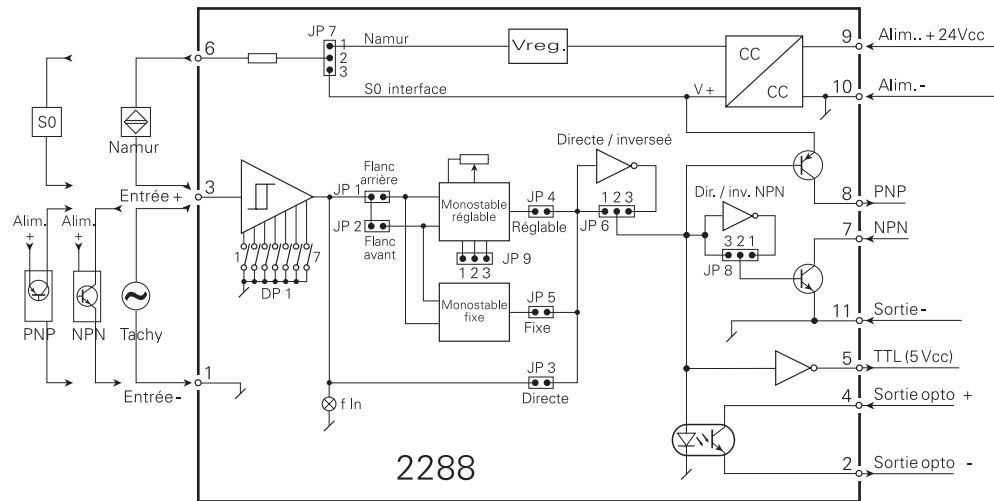 JP 7
6
1
2
3
Namur
Vreg.
CC
CC
9
Alim.. + 24Vcc
10
Alim.-
S0 interface
V +
S0
Namur
Entrée +
3
Flanc
arrière
JP 1
JP 2
Flanc
avant
Monostable
réglable
JP 4
Réglable
1 2 3
JP 9
Directe / inverseé
1 2 3
JP 6
Dir. / inv. NPN
3 2 1
JP 8
8
PNP
7
NPN
Alim.
+
Alim.
+
1
7
DP 1
Monostable
fixe
JP 5
Fixe
PNP
NPN
Tachy
11
Sortie-
5
TTL (5 Vcc)
1
Entrée-
JP 3
Directe
f In
4
Sortie opto +
2
Sortie opto -
2288